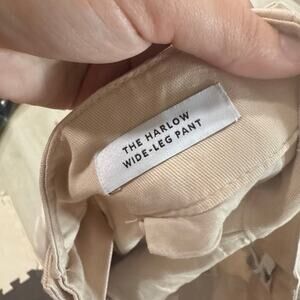 THE HARLOW
WIDE-LEG PANT